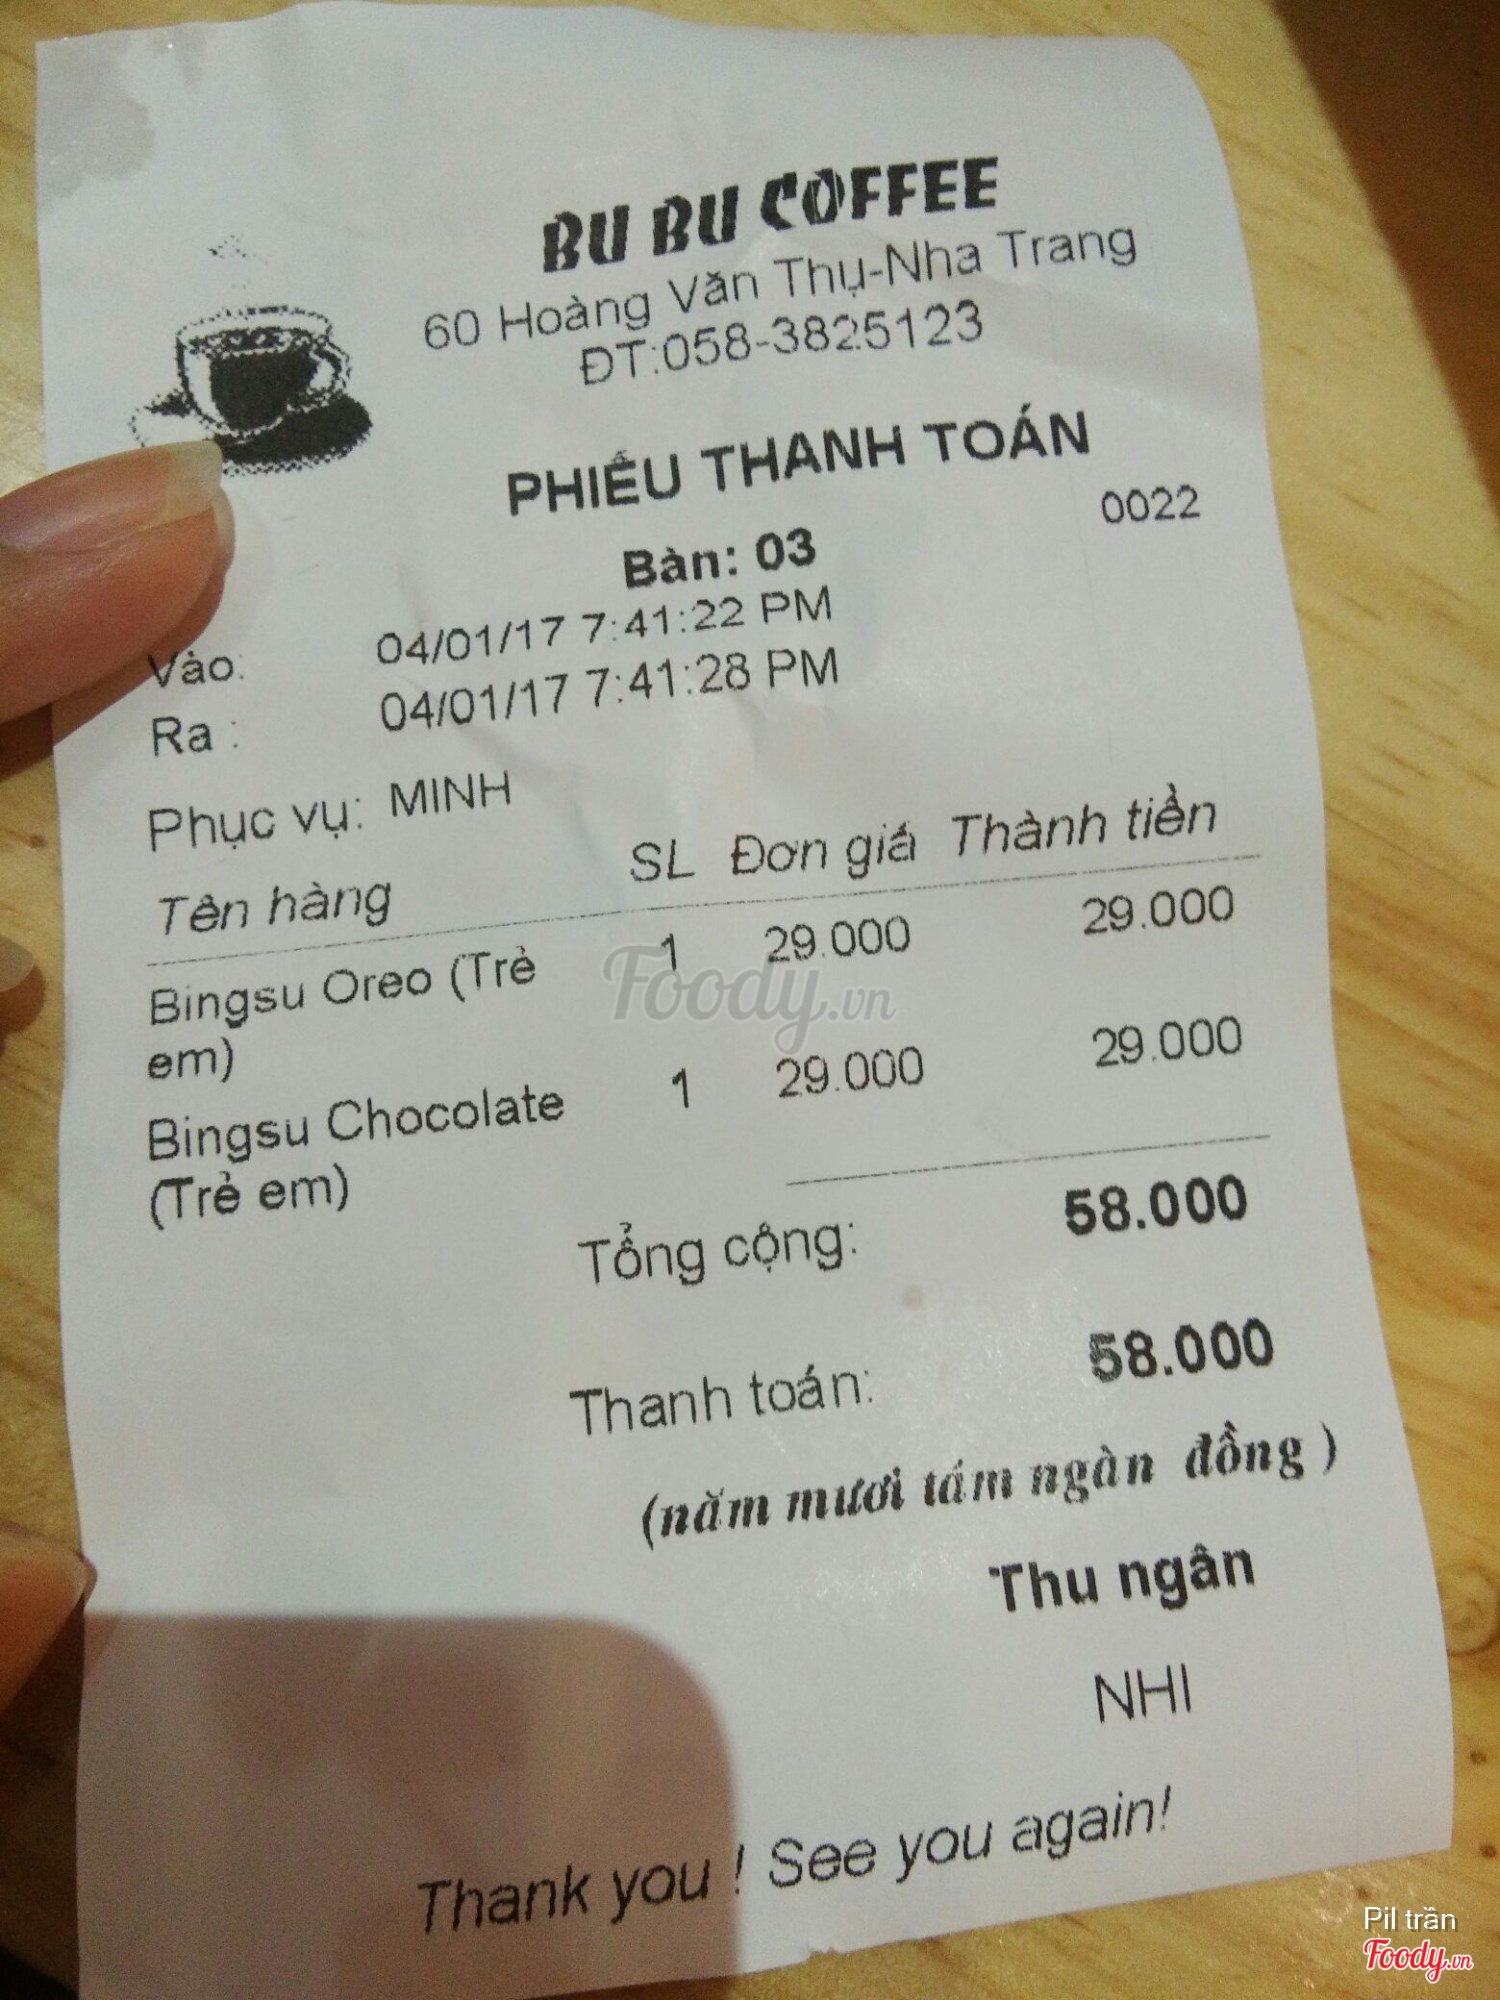 BU BU COFFEE
60 Hoàng Văn Thụ-Nha Trang
ĐT:058-3825123
PHIẾU THANH TOÁN
0022
Bàn: 03
Vào: 04/01/17 7:41:22 PM
Ra : 04/01/17 7:41:28 PM
Phục vụ: MINH
Tên hàng SL Đơn giá Thành tiền
Bingsu Oreo (Trẻ 1 29.000 29.000
em)
Bingsu Chocolate 1 29.000 29.000
(Trẻ em)
Tổng cộng: 58.000
Thanh toán: 58.000
(năm mươi tám ngàn đồng )
Thu ngân
NHI
Thank you ! See you again!
Foody.vn
Pil trần
Foody.vn